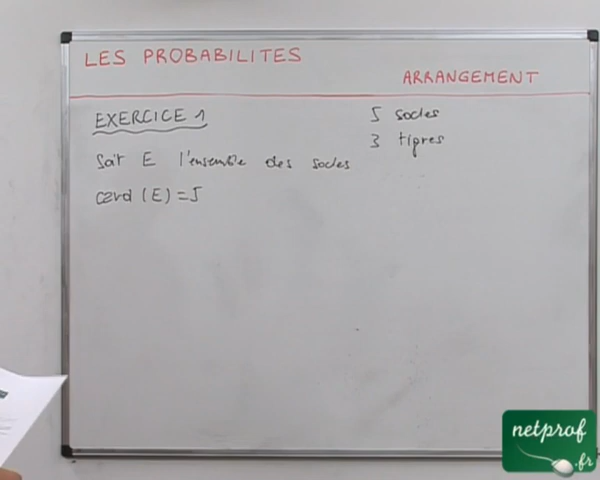 LES PROBABILITES
ARRANGEMENT
EXERCICE 1
5 socles
3 tigres
Soit E l'ensemble des socles
card (E) = 5
netprof
.fr